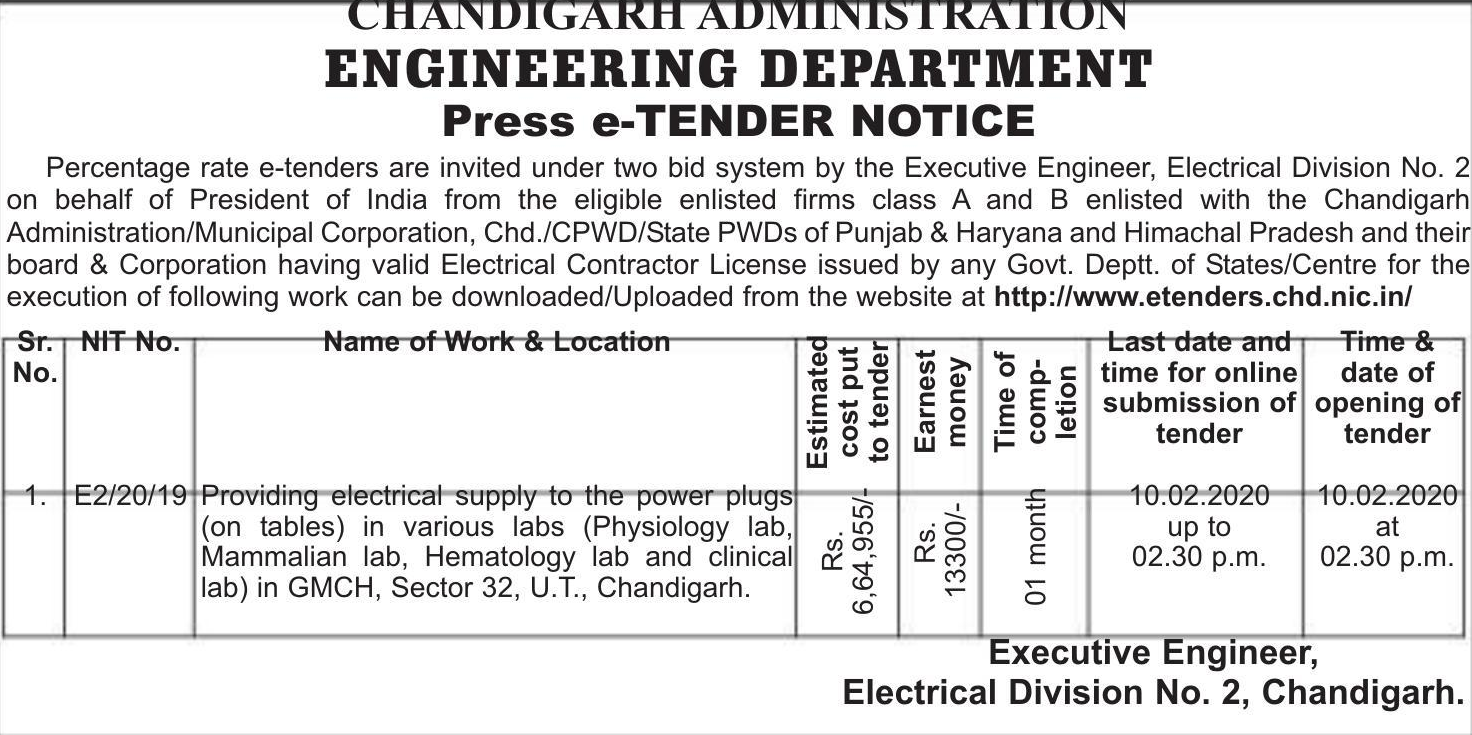 CHANDIGARH ADMINISTRATION
ENGINEERING DEPARTMENT
Press e-TENDER NOTICE
Percentage rate e-tenders are invited under two bid system by the Executive Engineer, Electrical Division No. 2
on behalf of President of India from the eligible enlisted firms class A and B enlisted with the Chandigarh
Administration/Municipal Corporation, Chd./CPWD/State PWDs of Punjab & Haryana and Himachal Pradesh and their
board & Corporation having valid Electrical Contractor License issued by any Govt. Deptt. of States/Centre for the
execution of following work can be downloaded/Uploaded from the website at http://www.etenders.chd.nic.in/
Sr.
No.
NIT No.
Name of Work & Location
Estimated
cost put
to tender
Earnest
money
Time of
comp-
letion
Last date and
time for online
submission of
tender
Time &
date of
opening of
tender
1.
E2/20/19
Providing electrical supply to the power plugs
(on tables) in various labs (Physiology lab,
Mammalian lab, Hematology lab and clinical
lab) in GMCH, Sector 32, U.T., Chandigarh.
Rs.
6,64,955/-
Rs.
13300/-
01 month
10.02.2020
up to
02.30 p.m.
10.02.2020
at
02.30 p.m.
Executive Engineer,
Electrical Division No. 2, Chandigarh.